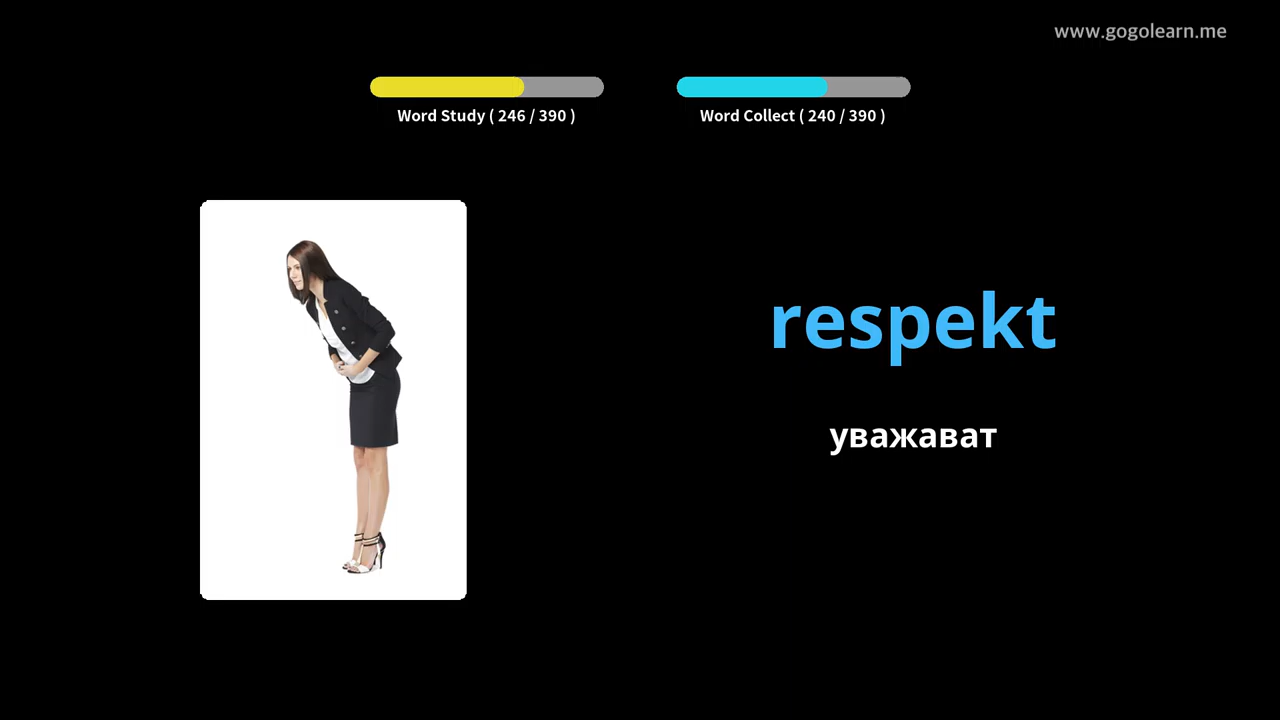 www.gogolearn.me
Word Study ( 246 / 390 )
Word Collect ( 240 / 390 )
respekt
уважават